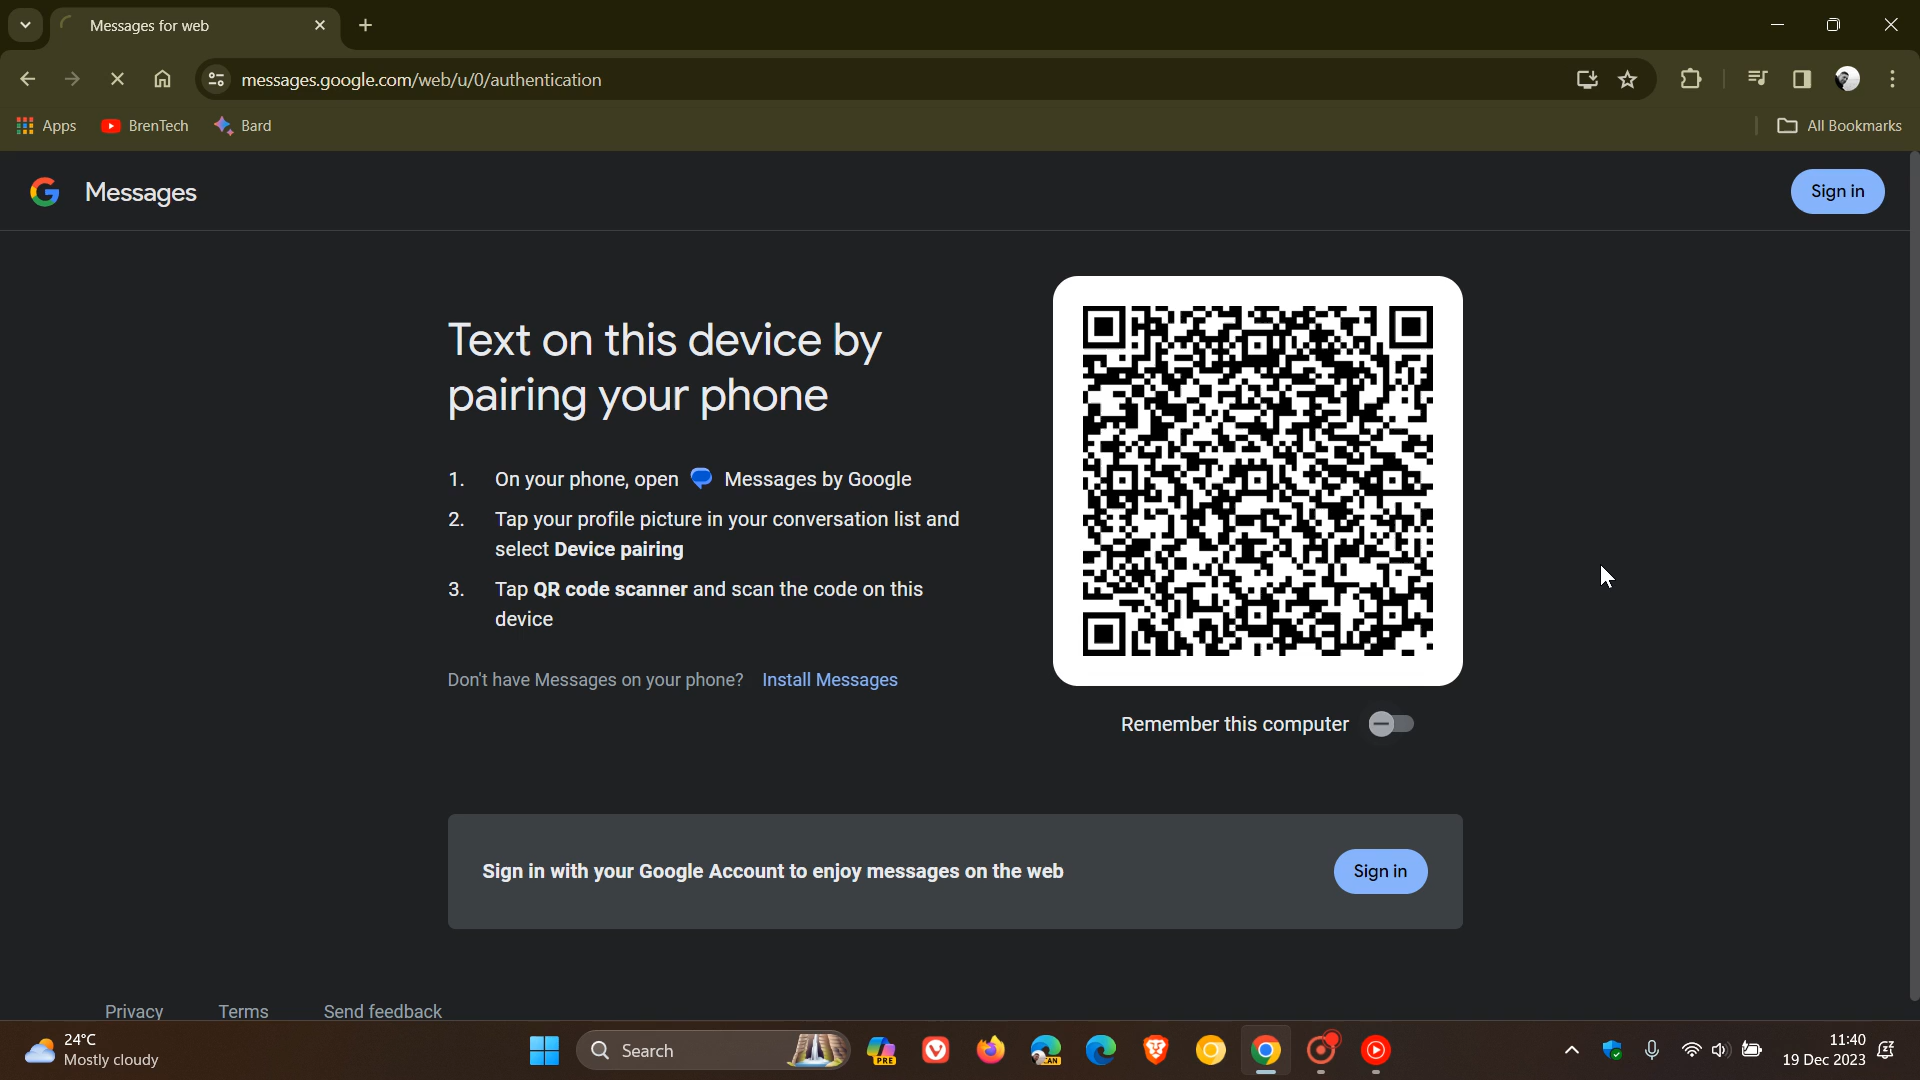 Messages for web
messages.google.com/web/u/0/authentication
Apps
BrenTech
Bard
All Bookmarks
Messages
Sign in
Text on this device by
pairing your phone
1. On your phone, open Messages by Google
2. Tap your profile picture in your conversation list and
select Device pairing
3. Tap QR code scanner and scan the code on this
device
Don't have Messages on your phone? Install Messages
Remember this computer
Sign in with your Google Account to enjoy messages on the web
Sign in
Privacy
Terms
Send feedback
24°C
Mostly cloudy
Search
PRE
CAN
11:40
19 Dec 2023